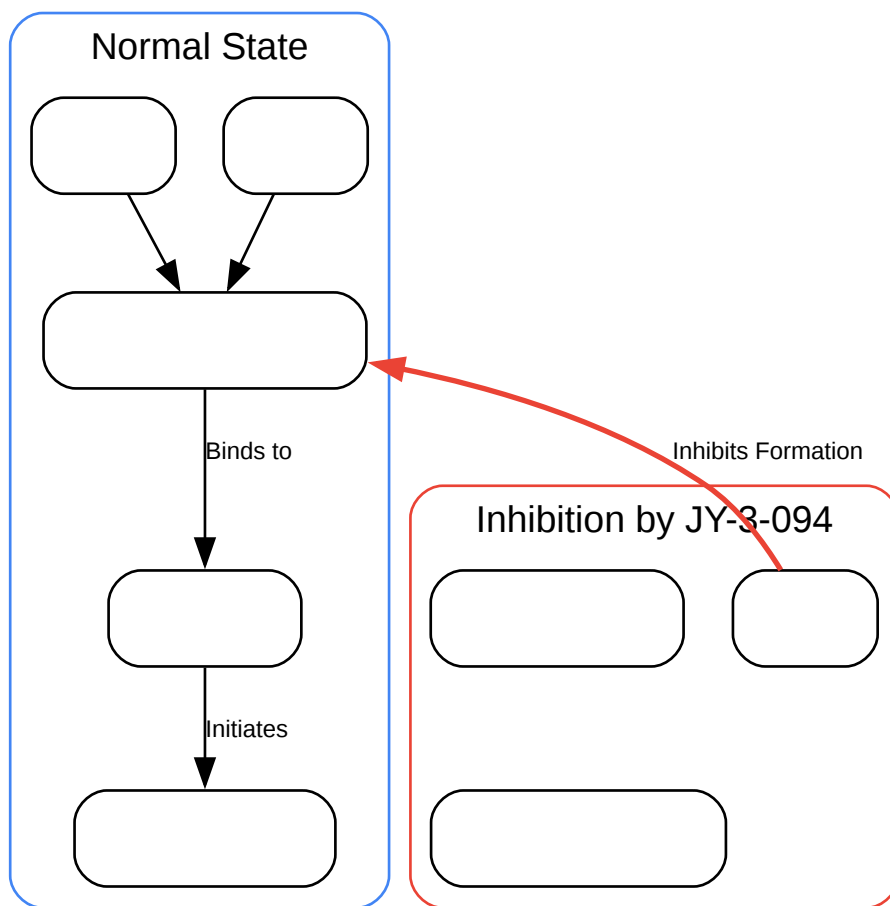 Normal State
Binds to
Inhibits Formation
Inhibition by JY-3-094
Initiates